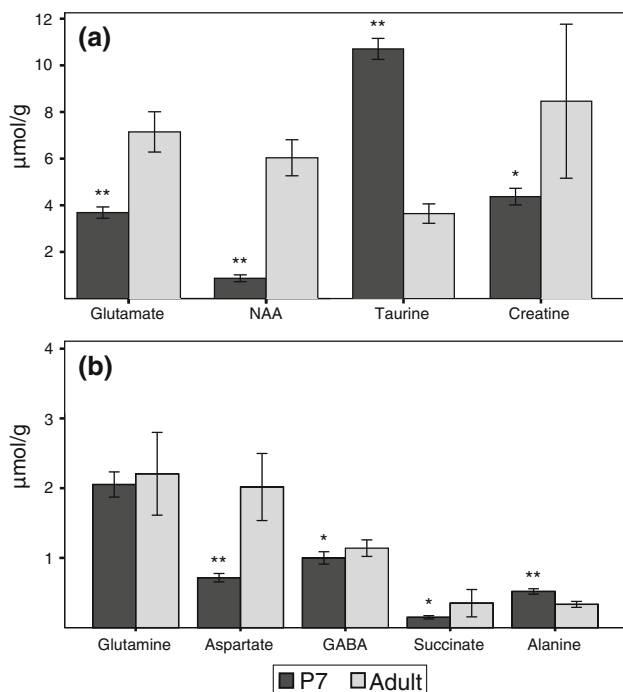 (a)
µmol/g
12
10
8
6
4
2
**
**
**
*
Glutamate NAA Taurine Creatine
(b)
µmol/g
4
3
2
1
**
*
*
**
Glutamine Aspartate GABA Succinate Alanine
P7 Adult